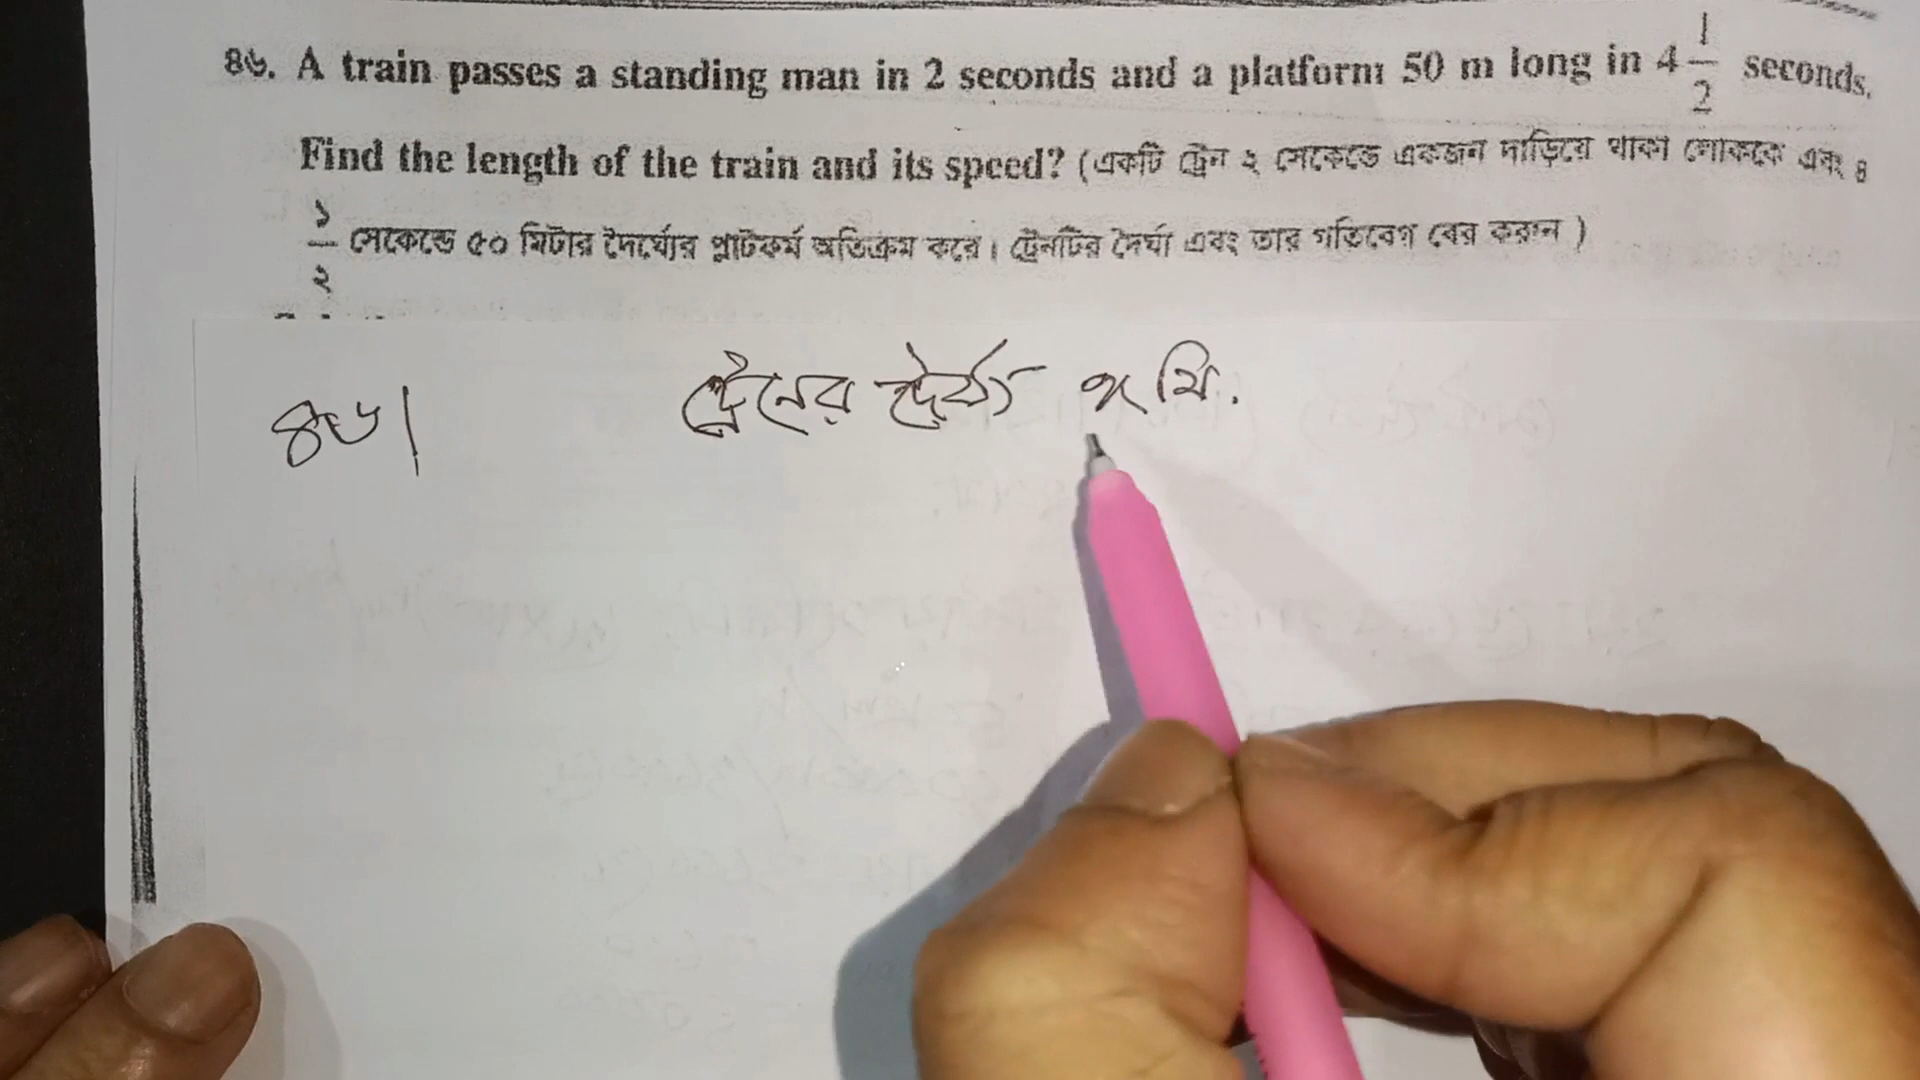 ৪৬. A train passes a standing man in 2 seconds and a platform 50 m long in 4 1/2 seconds.
Find the length of the train and its speed? (একটি ট্রেন ২ সেকেন্ডে একজন দাড়িয়ে থাকা লোককে এবং ৪
১/২ সেকেন্ডে ৫০ মিটার দৈর্ঘ্যের প্লাটফর্ম অতিক্রম করে। ট্রেনটির দৈর্ঘ্য এবং তার গতিবেগ বের করুন )
৪৬| ট্রেনের দৈর্ঘ্য x মি.